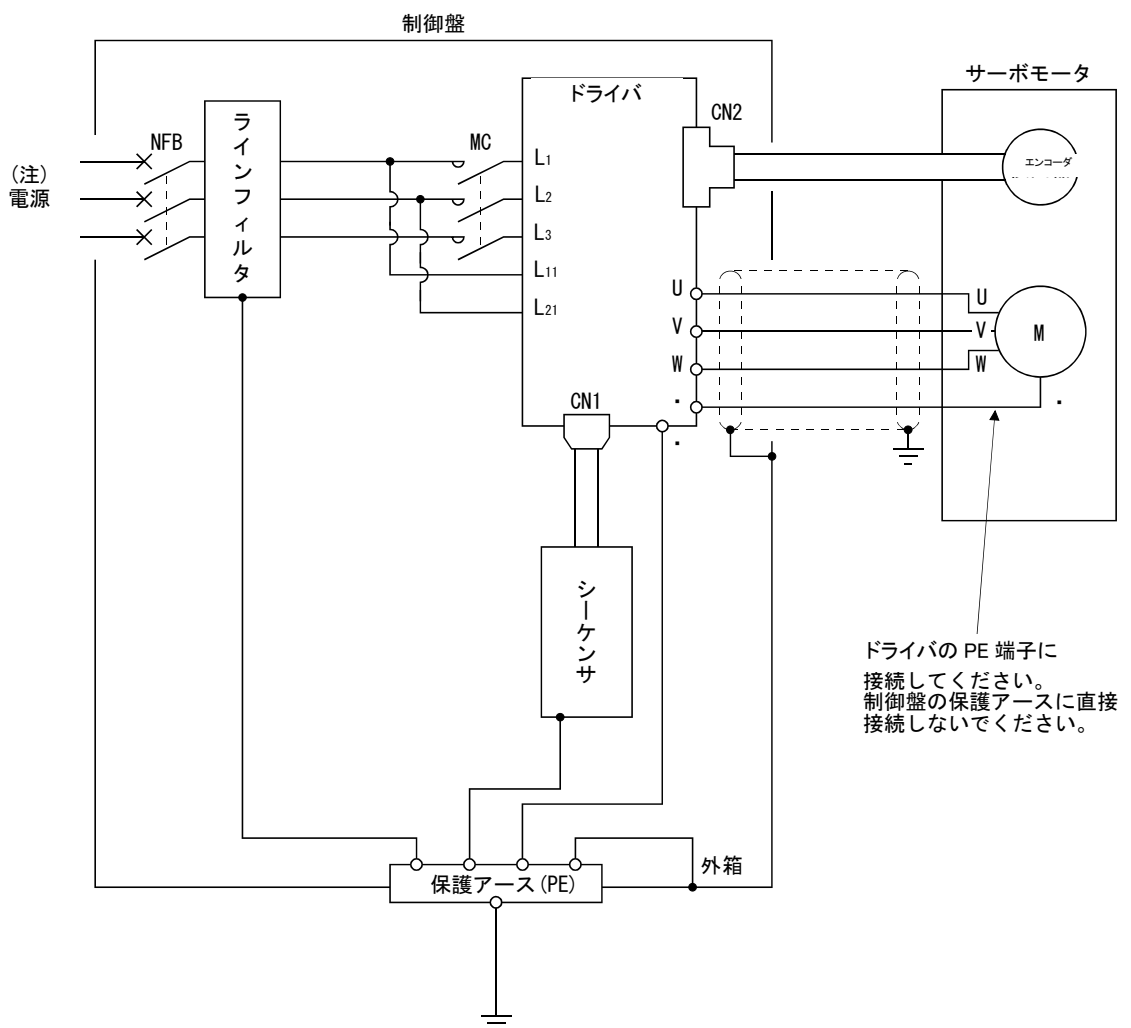 制御盤
サーボモータ
ドライバ
CN2
ラインフィルタ
NFB
MC
(注)
電源
L1
L2
L3
L11
L21
エンコーダ
U
V
W
U
V
W
M
CN1
シーケンサ
ドライバの PE 端子に
接続してください。
制御盤の保護アースに直接
接続しないでください。
外箱
保護アース(PE)